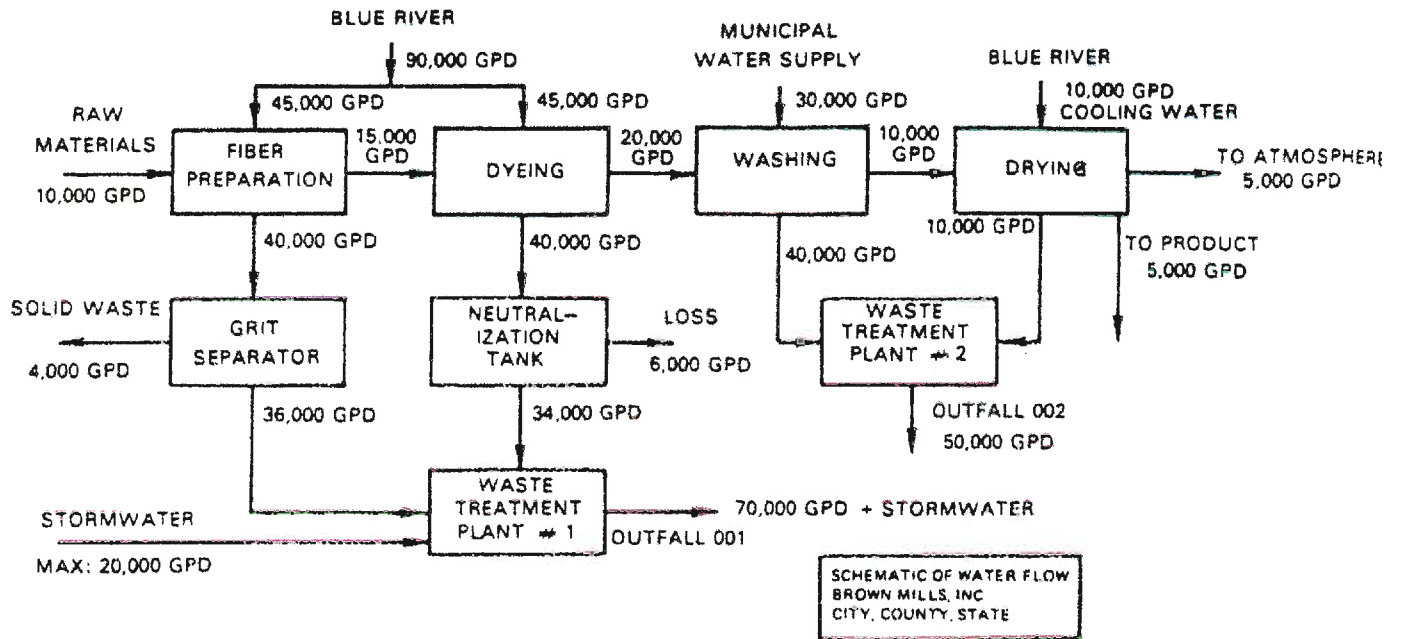 BLUE RIVER
90,000 GPD
MUNICIPAL
WATER SUPPLY
30,000 GPD
BLUE RIVER
10,000 GPD
COOLING WATER
45,000 GPD
45,000 GPD
RAW
MATERIALS
10,000 GPD
FIBER
PREPARATION
15,000
GPD
DYEING
20,000
GPD
WASHING
10,000
GPD
DRYING
TO ATMOSPHERE
5,000 GPD
40,000 GPD
40,000 GPD
40,000 GPD
10,000 GPD
TO PRODUCT
5,000 GPD
SOLID WASTE
4,000 GPD
GRIT
SEPARATOR
NEUTRAL-
IZATION
TANK
LOSS
6,000 GPD
WASTE
TREATMENT
PLANT # 2
36,000 GPD
34,000 GPD
OUTFALL 002
50,000 GPD
STORMWATER
MAX: 20,000 GPD
WASTE
TREATMENT
PLANT # 1
70,000 GPD + STORMWATER
OUTFALL 001
SCHEMATIC OF WATER FLOW
BROWN MILLS, INC
CITY, COUNTY, STATE